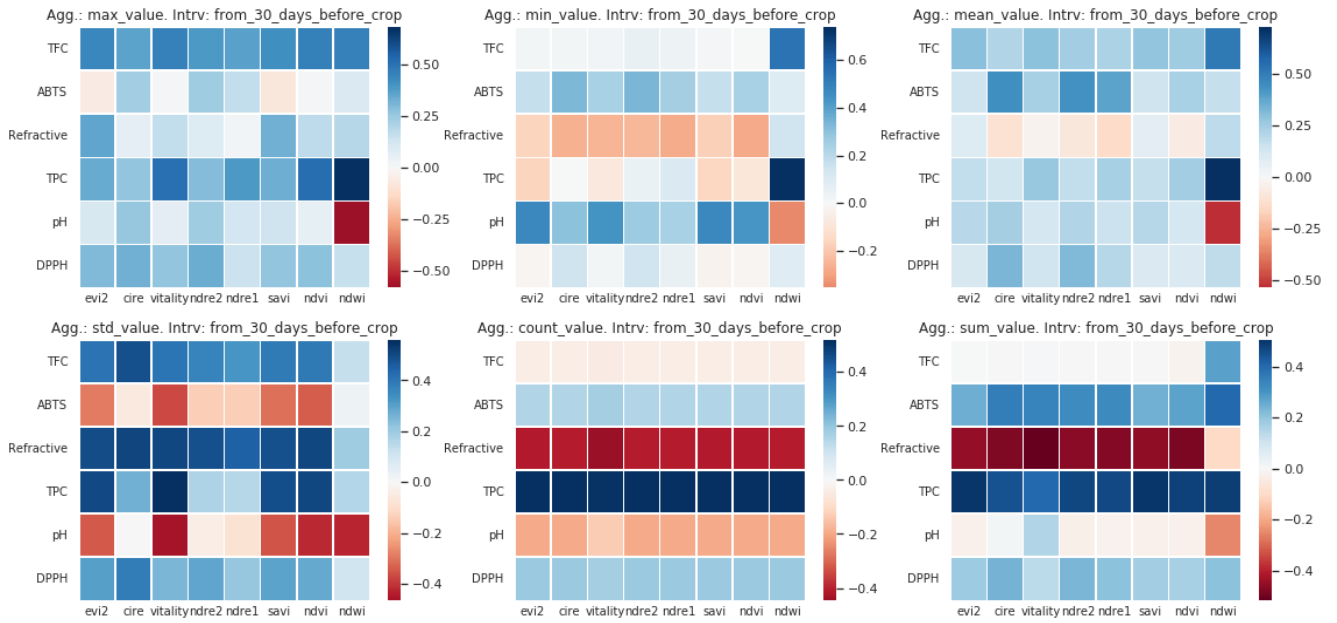 Agg.: max_value. Intrv: from_30_days_before_crop
TFC
ABTS
Refractive
TPC
pH
DPPH
evi2 cire vitality ndre2 ndre1 savi ndvi ndwi
0.50
0.25
0.00
−0.25
−0.50
Agg.: min_value. Intrv: from_30_days_before_crop
TFC
ABTS
Refractive
TPC
pH
DPPH
evi2 cire vitality ndre2 ndre1 savi ndvi ndwi
0.6
0.4
0.2
0.0
−0.2
Agg.: mean_value. Intrv: from_30_days_before_crop
TFC
ABTS
Refractive
TPC
pH
DPPH
evi2 cire vitality ndre2 ndre1 savi ndvi ndwi
0.50
0.25
0.00
−0.25
−0.50
Agg.: std_value. Intrv: from_30_days_before_crop
TFC
ABTS
Refractive
TPC
pH
DPPH
evi2 cire vitality ndre2 ndre1 savi ndvi ndwi
0.4
0.2
0.0
−0.2
−0.4
Agg.: count_value. Intrv: from_30_days_before_crop
TFC
ABTS
Refractive
TPC
pH
DPPH
evi2 cire vitality ndre2 ndre1 savi ndvi ndwi
0.4
0.2
0.0
−0.2
−0.4
Agg.: sum_value. Intrv: from_30_days_before_crop
TFC
ABTS
Refractive
TPC
pH
DPPH
evi2 cire vitality ndre2 ndre1 savi ndvi ndwi
0.4
0.2
0.0
−0.2
−0.4